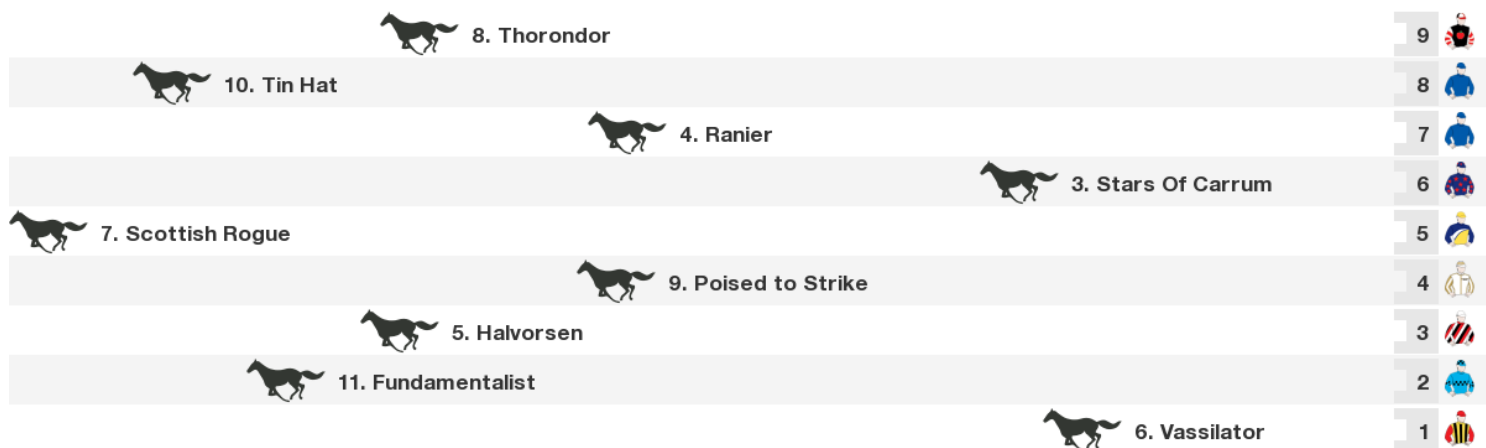 8. Thorondor 9
10. Tin Hat 8
4. Ranier 7
3. Stars Of Carrum 6
7. Scottish Rogue 5
9. Poised to Strike 4
5. Halvorsen 3
11. Fundamentalist 2
6. Vassilator 1